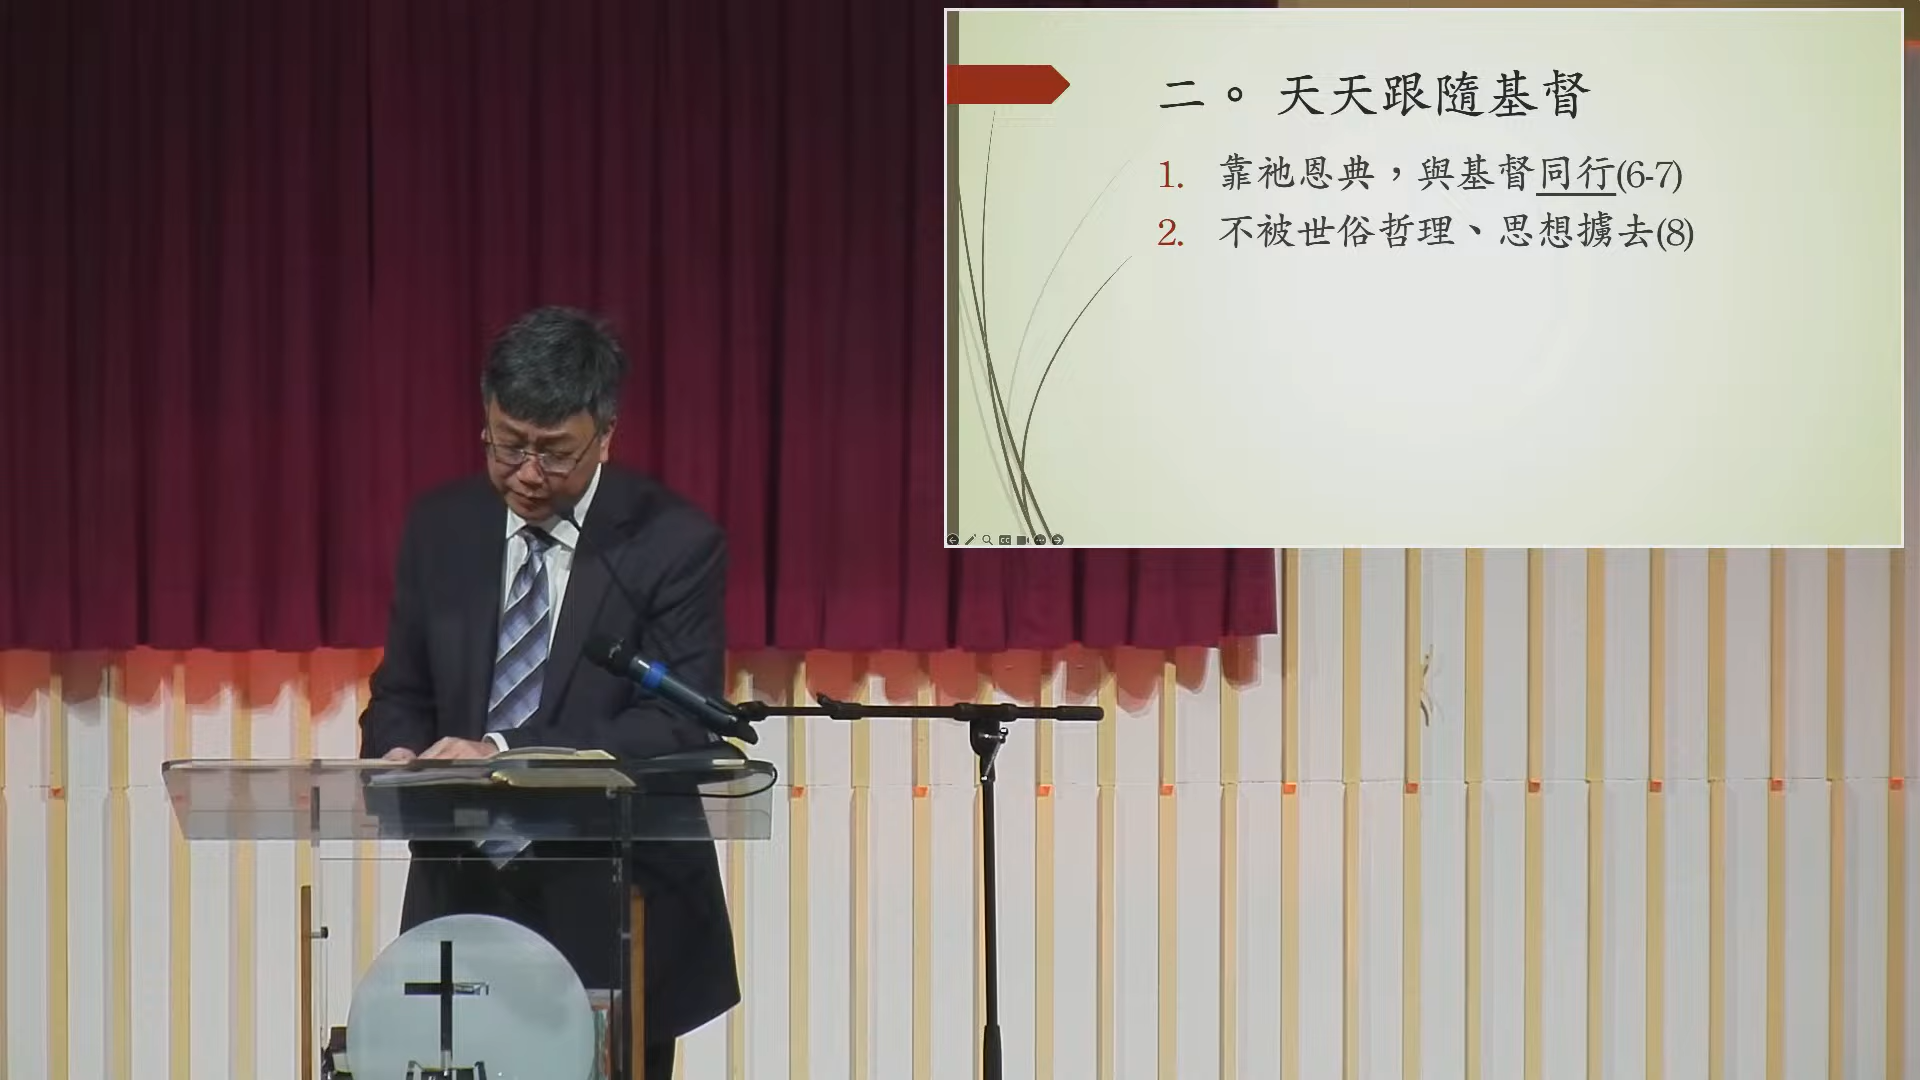 二。 天天跟隨基督
1. 靠祂恩典，與基督同行(6-7)
2. 不被世俗哲理、思想擄去(8)